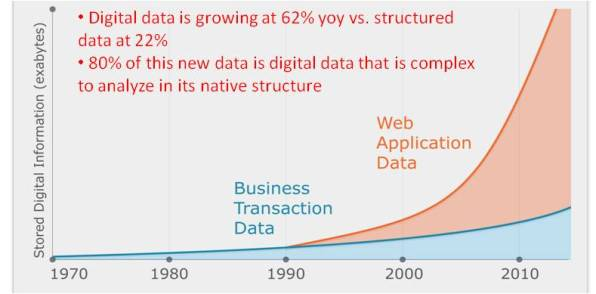 • Digital data is growing at 62% yoy vs. structured
data at 22%
• 80% of this new data is digital data that is complex
to analyze in its native structure
Stored Digital Information (exabytes)
Web
Application
Data
Business
Transaction
Data
1970 1980 1990 2000 2010